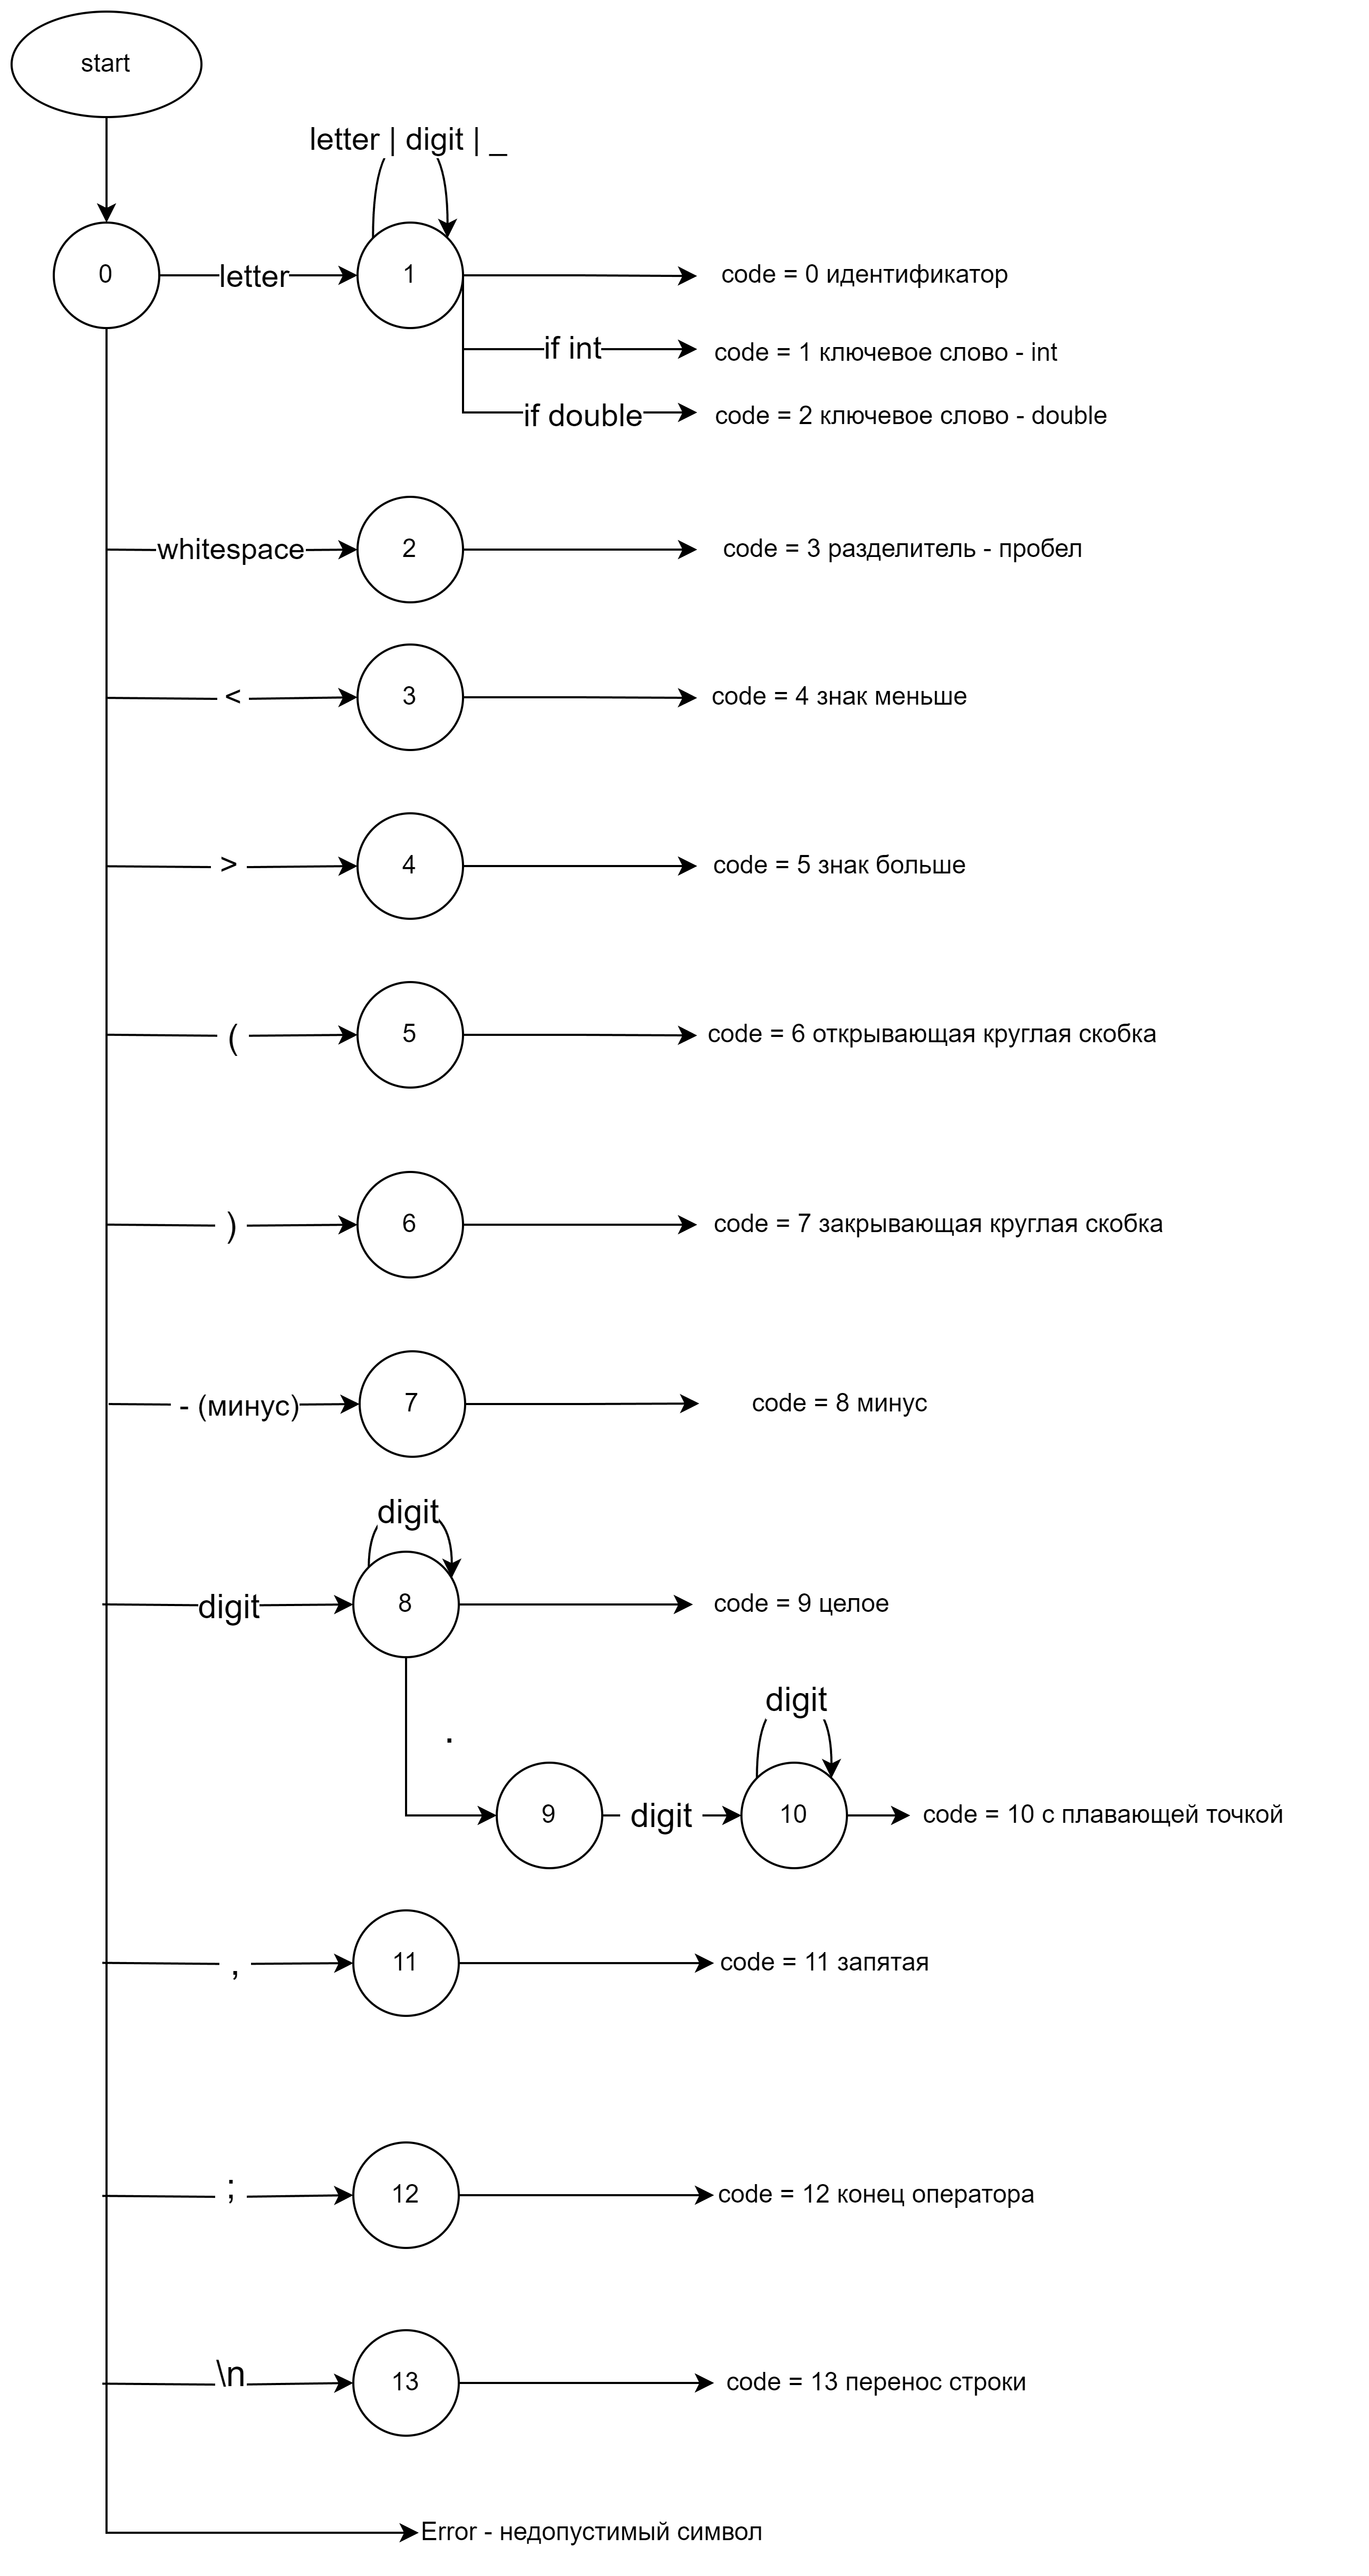 start
letter | digit | _
0
letter
1
code = 0 идентификатор
if int
code = 1 ключевое слово - int
if double
code = 2 ключевое слово - double
whitespace
2
code = 3 разделитель - пробел
<
3
code = 4 знак меньше
>
4
code = 5 знак больше
(
5
code = 6 открывающая круглая скобка
)
6
code = 7 закрывающая круглая скобка
- (минус)
7
code = 8 минус
digit
digit
8
code = 9 целое
digit
.
9
digit
10
code = 10 с плавающей точкой
,
11
code = 11 запятая
;
12
code = 12 конец оператора
\n
13
code = 13 перенос строки
Error - недопустимый символ